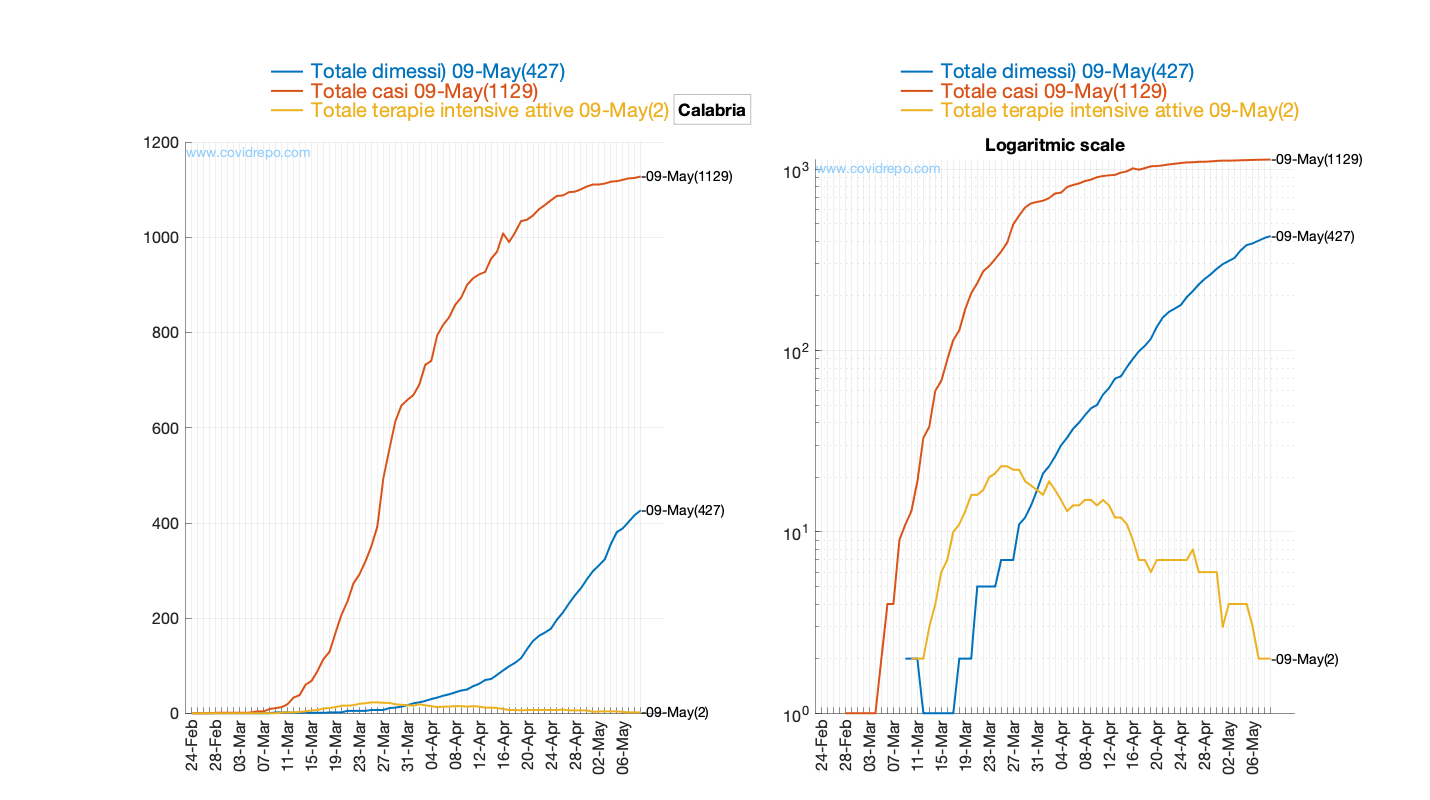 Totale dimessi) 09-May(427)
Totale casi 09-May(1129)
Totale terapie intensive attive 09-May(2)
Calabria
www.covidrepo.com
1200
1000
800
600
400
200
0
-09-May(1129)
-09-May(427)
-09-May(2)
24-Feb
28-Feb
03-Mar
07-Mar
11-Mar
15-Mar
19-Mar
23-Mar
27-Mar
31-Mar
04-Apr
08-Apr
12-Apr
16-Apr
20-Apr
24-Apr
28-Apr
02-May
06-May
Totale dimessi) 09-May(427)
Totale casi 09-May(1129)
Totale terapie intensive attive 09-May(2)
Logaritmic scale
www.covidrepo.com
10³
10²
10¹
10⁰
-09-May(1129)
-09-May(427)
-09-May(2)
24-Feb
28-Feb
03-Mar
07-Mar
11-Mar
15-Mar
19-Mar
23-Mar
27-Mar
31-Mar
04-Apr
08-Apr
12-Apr
16-Apr
20-Apr
24-Apr
28-Apr
02-May
06-May